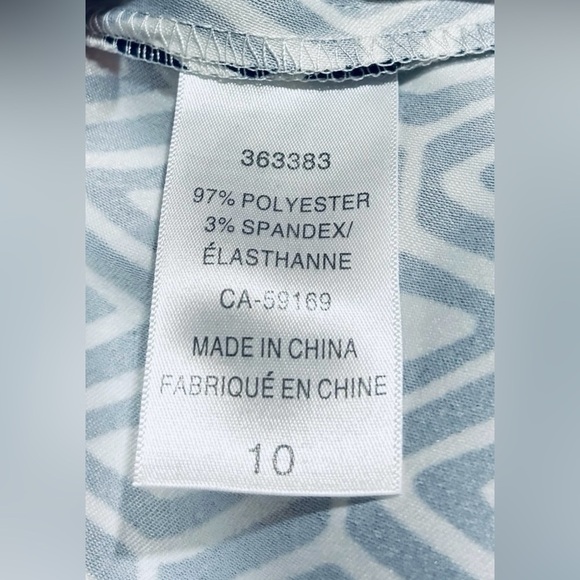 363383
97% POLYESTER
3% SPANDEX/
ÉLASTHANNE
CA-59169
MADE IN CHINA
FABRIQUÉ EN CHINE
10